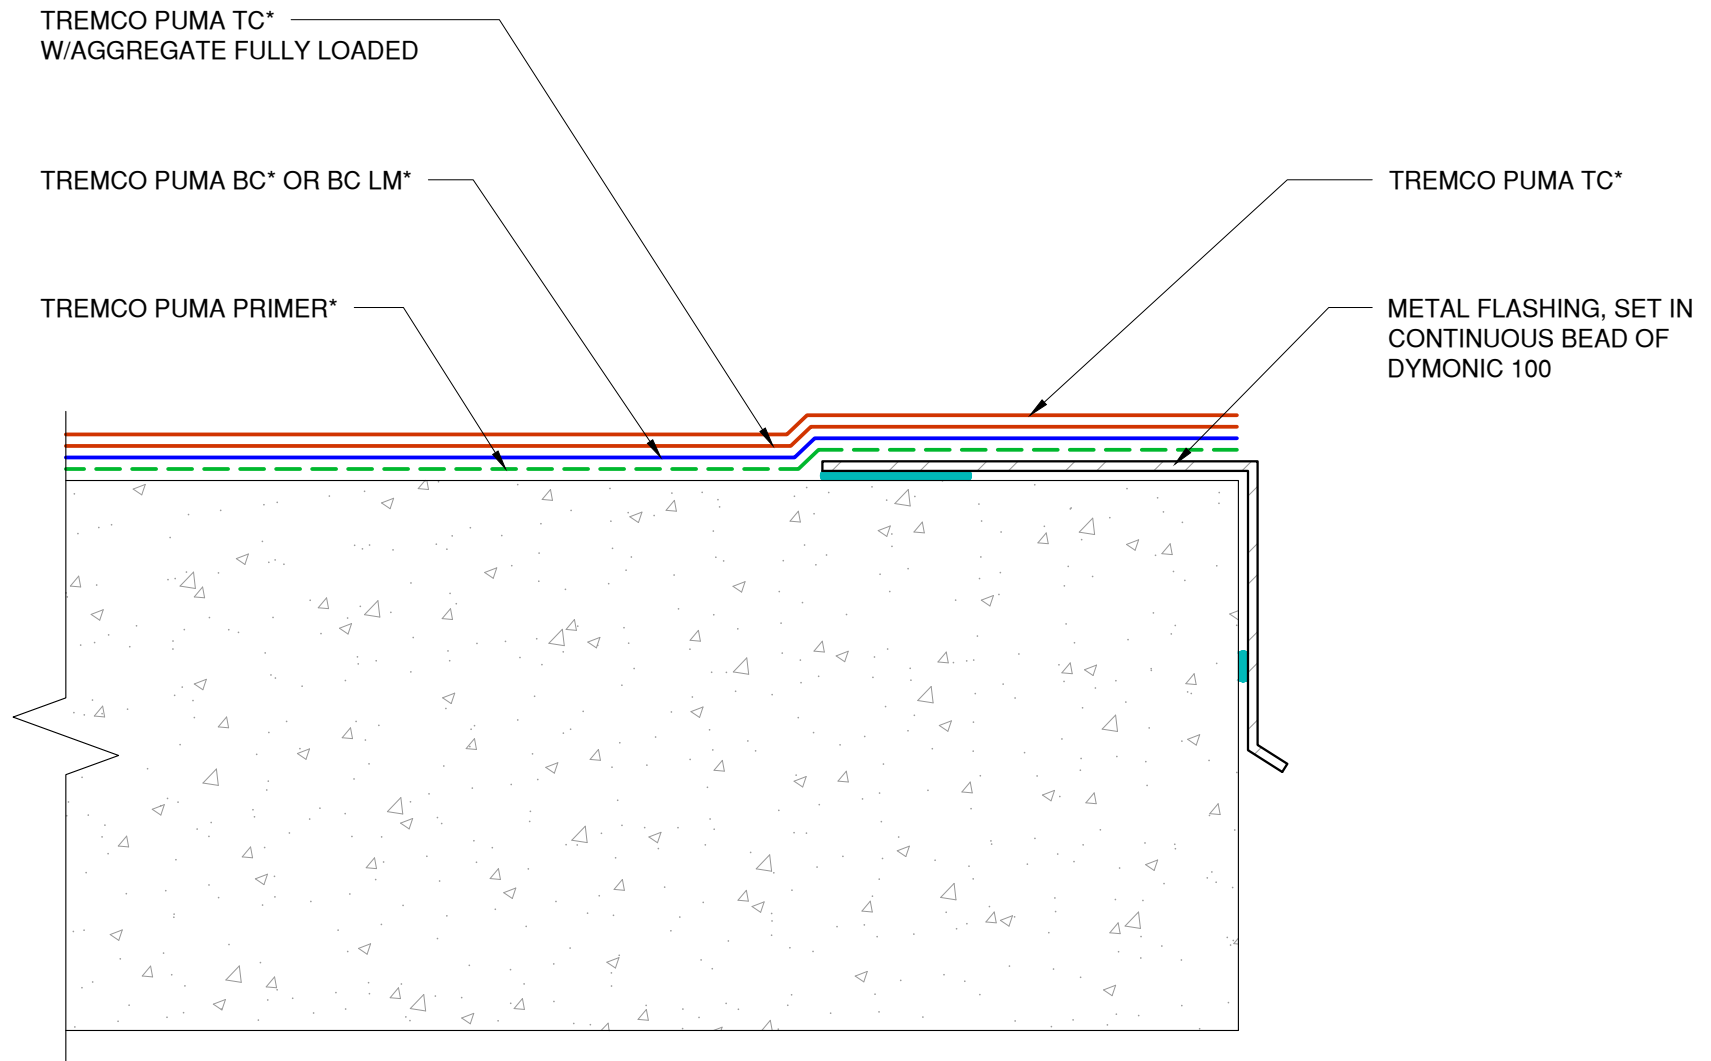 TREMCO PUMA TC*
W/AGGREGATE FULLY LOADED
TREMCO PUMA BC* OR BC LM*
TREMCO PUMA PRIMER*
TREMCO PUMA TC*
METAL FLASHING, SET IN
CONTINUOUS BEAD OF
DYMONIC 100